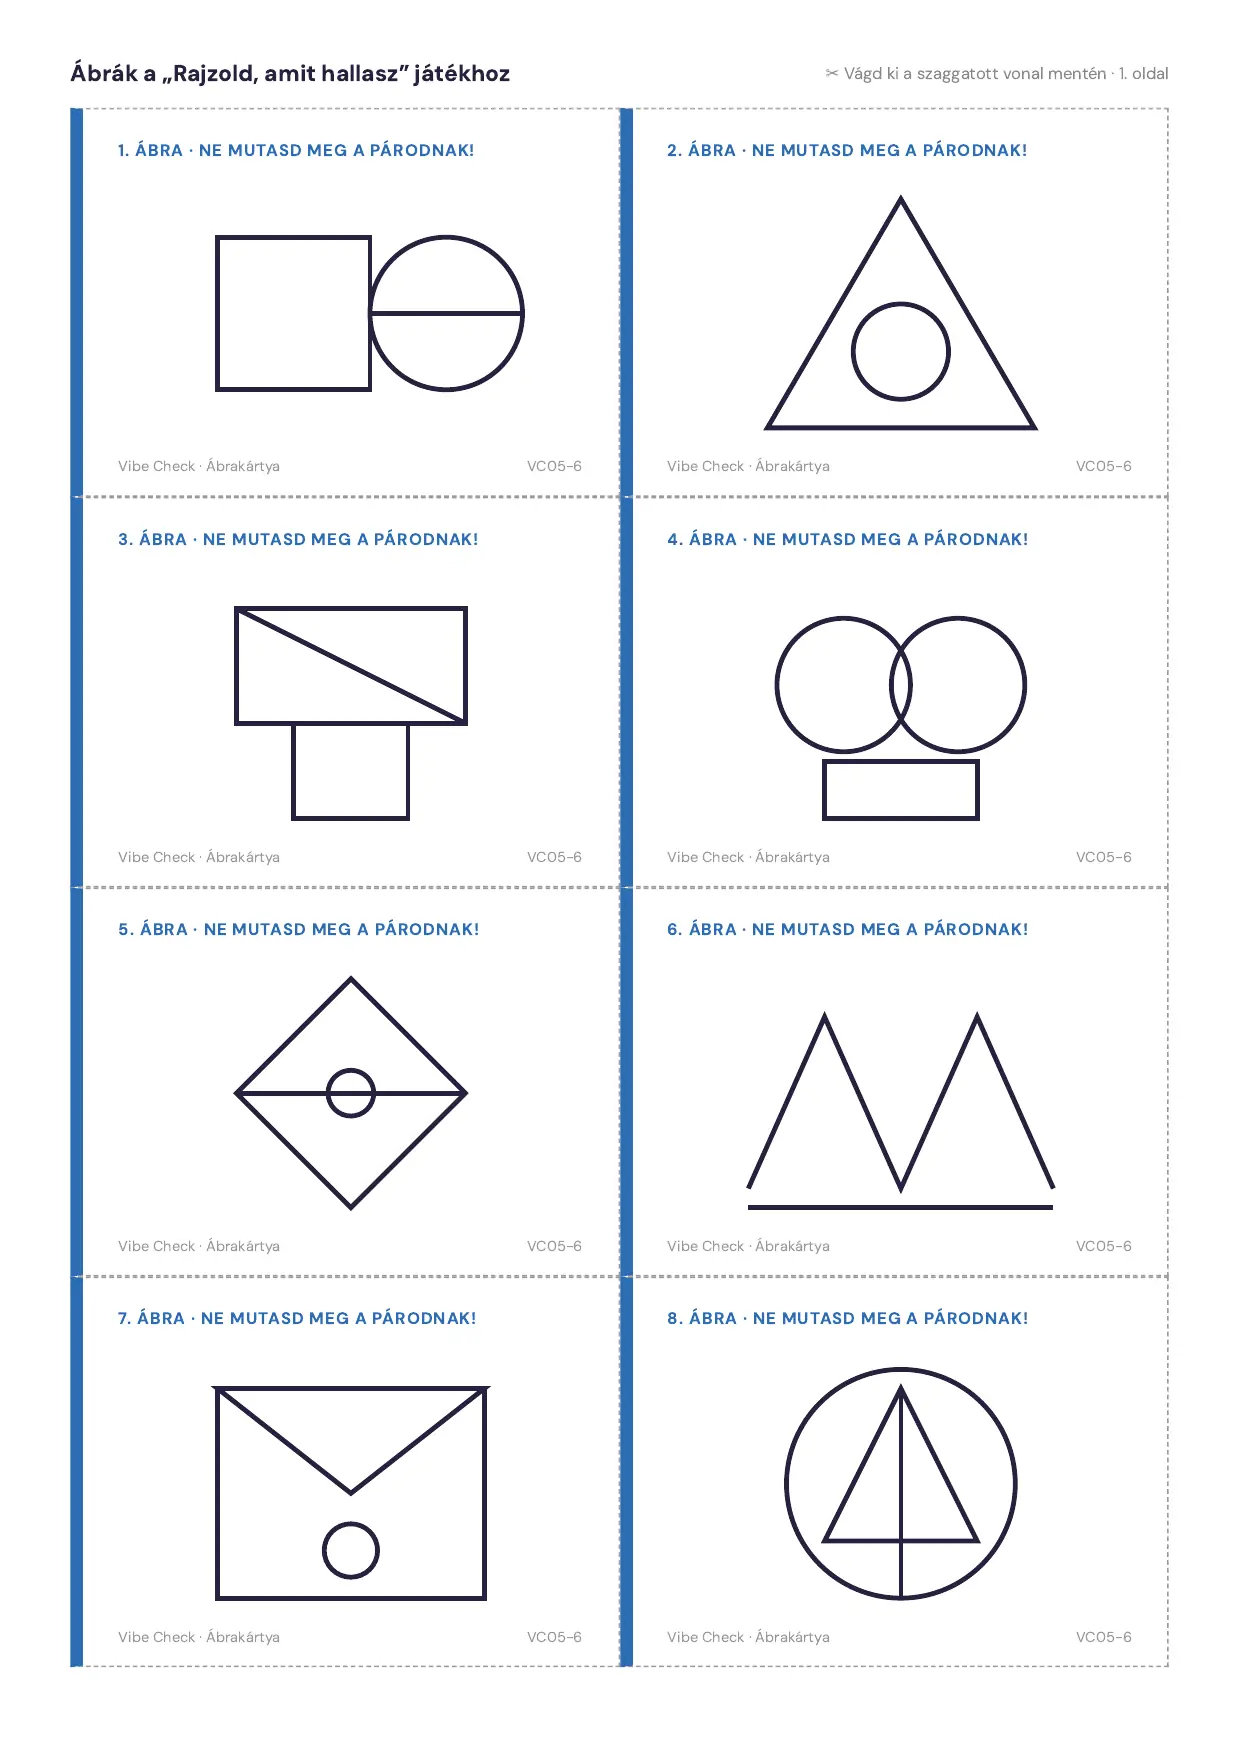 Ábrák a „Rajzold, amit hallasz” játékhoz
✂ Vágd ki a szaggatott vonal mentén · 1. oldal
1. ÁBRA · NE MUTASD MEG A PÁRODNAK!
Vibe Check · Ábrakártya
VC05-6
2. ÁBRA · NE MUTASD MEG A PÁRODNAK!
Vibe Check · Ábrakártya
VC05-6
3. ÁBRA · NE MUTASD MEG A PÁRODNAK!
Vibe Check · Ábrakártya
VC05-6
4. ÁBRA · NE MUTASD MEG A PÁRODNAK!
Vibe Check · Ábrakártya
VC05-6
5. ÁBRA · NE MUTASD MEG A PÁRODNAK!
Vibe Check · Ábrakártya
VC05-6
6. ÁBRA · NE MUTASD MEG A PÁRODNAK!
Vibe Check · Ábrakártya
VC05-6
7. ÁBRA · NE MUTASD MEG A PÁRODNAK!
Vibe Check · Ábrakártya
VC05-6
8. ÁBRA · NE MUTASD MEG A PÁRODNAK!
Vibe Check · Ábrakártya
VC05-6